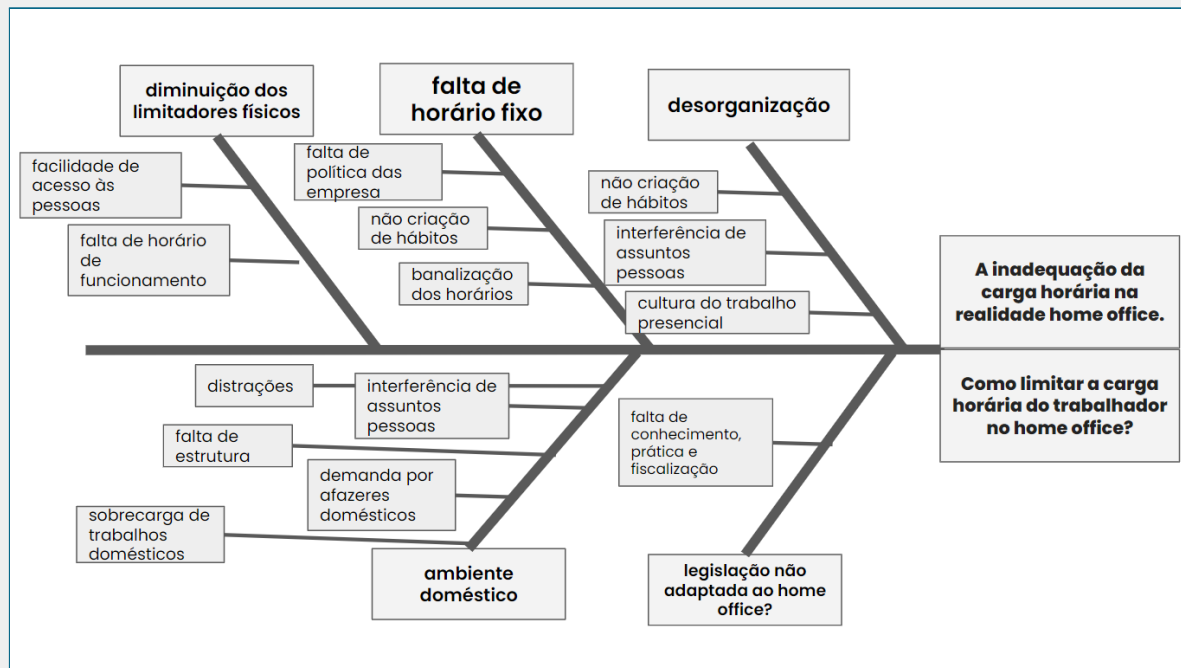 diminuição dos
limitadores físicos
falta de
horário fixo
desorganização
facilidade de
acesso às
pessoas
falta de horário
de
funcionamento
falta de
política das
empresa
não criação
de hábitos
banalização
dos horários
não criação
de hábitos
interferência de
assuntos
pessoas
cultura do trabalho
presencial
A inadequação da
carga horária na
realidade home office.
Como limitar a carga
horária do trabalhador
no home office?
distrações
interferência de
assuntos
pessoas
falta de
estrutura
demanda por
afazeres
domésticos
sobrecarga de
trabalhos
domésticos
ambiente
doméstico
falta de
conhecimento,
prática e
fiscalização
legislação não
adaptada ao home
office?